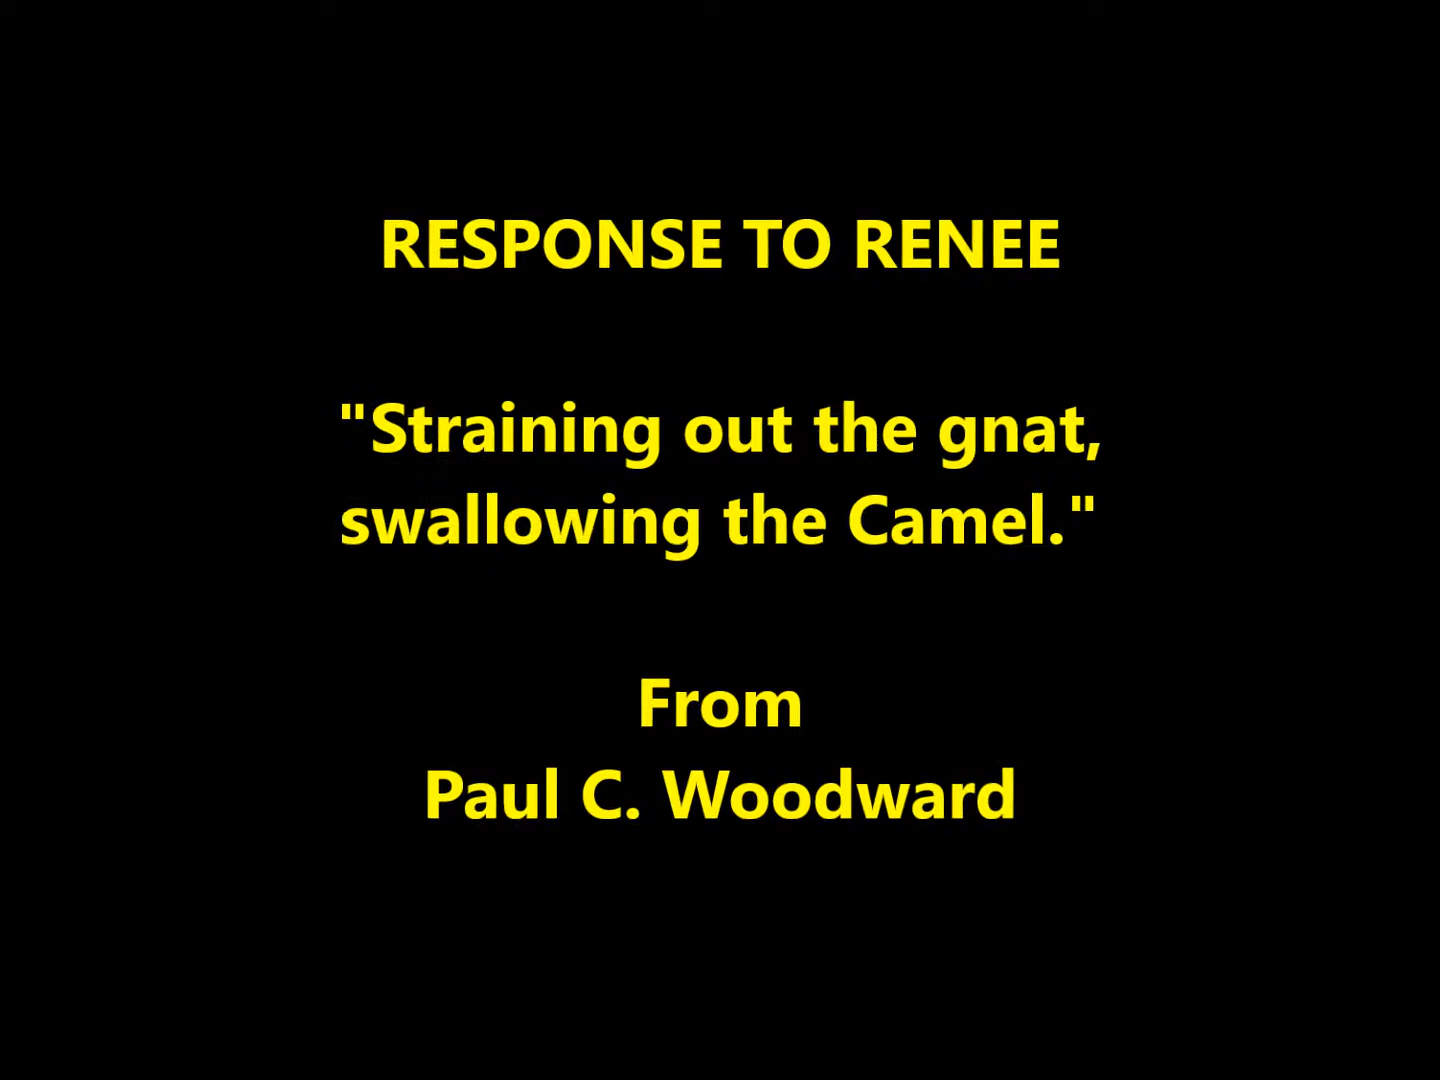 RESPONSE TO RENEE
"Straining out the gnat,
swallowing the Camel."
From
Paul C. Woodward